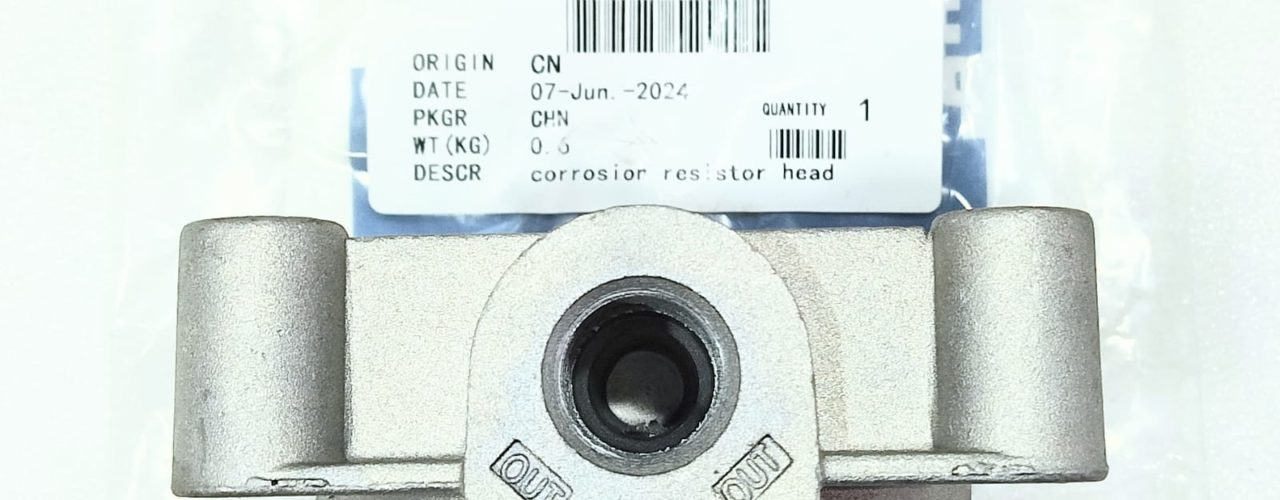 ORIGIN CN
DATE 07-Jun.-2024
QUANTITY 1
PKGR CHN
WT(KG) 0.6
DESCR corrosion resistor head
OUT OUT